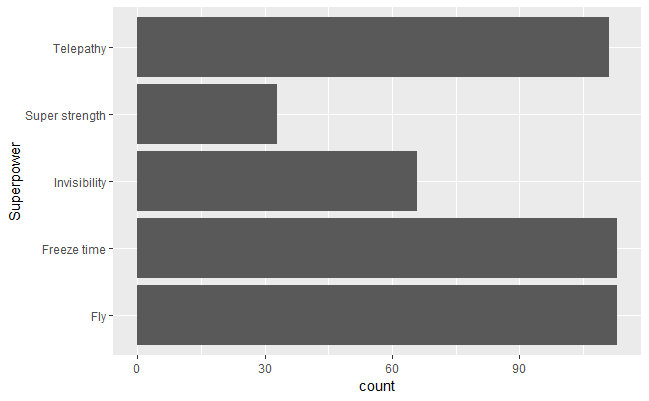 Superpower
Telepathy
Super strength
Invisibility
Freeze time
Fly
0 30 60 90
count